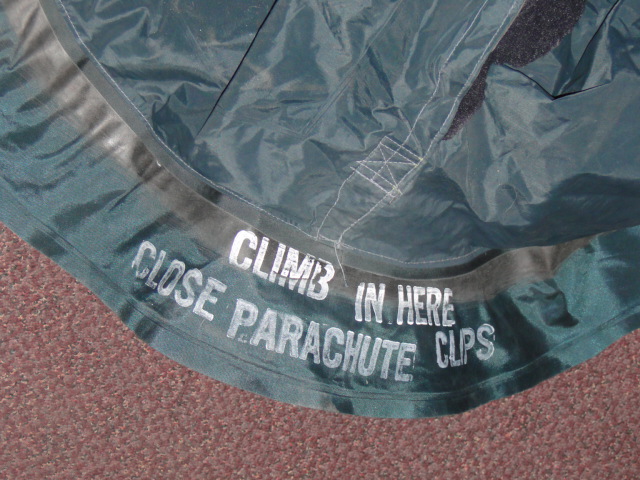 CLIMB IN HERE
CLOSE PARACHUTE CLIPS